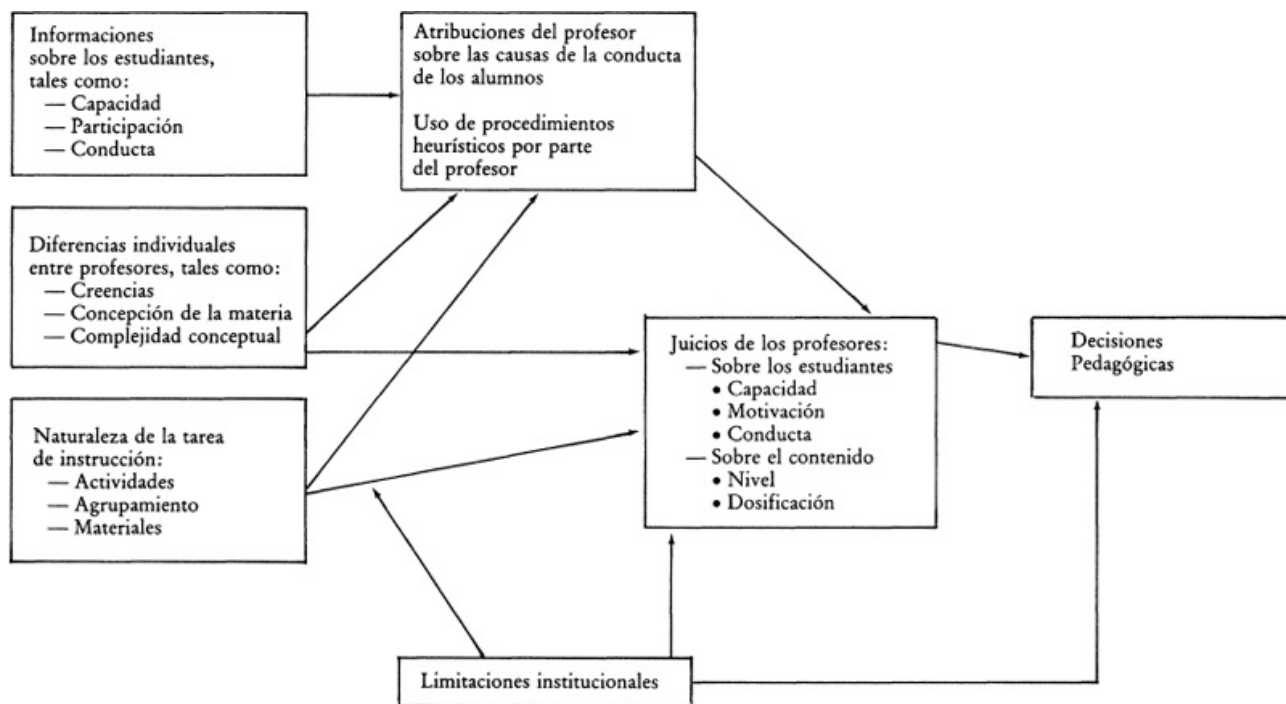 Informaciones
sobre los estudiantes,
tales como:
— Capacidad
— Participación
— Conducta
Atribuciones del profesor
sobre las causas de la conducta
de los alumnos
Uso de procedimientos
heurísticos por parte
del profesor
Diferencias individuales
entre profesores, tales como:
— Creencias
— Concepción de la materia
— Complejidad conceptual
Juicios de los profesores:
— Sobre los estudiantes
• Capacidad
• Motivación
• Conducta
— Sobre el contenido
• Nivel
• Dosificación
Decisiones
Pedagógicas
Naturaleza de la tarea
de instrucción:
— Actividades
— Agrupamiento
— Materiales
Limitaciones institucionales